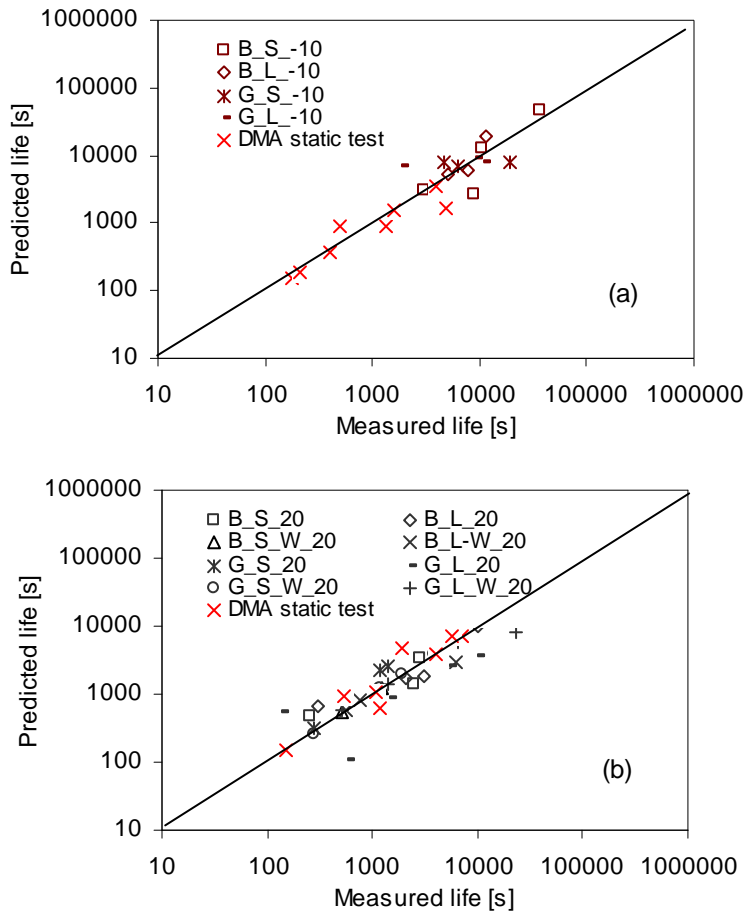 1000000
B_S_-10
B_L_-10
G_S_-10
G_L_-10
DMA static test
100000
10000
1000
100
10
Predicted life [s]
(a)
10 100 1000 10000 100000 1000000
Measured life [s]
1000000
B_S_20 B_L_20
B_S_W_20 B_L-W_20
G_S_20 G_L_20
G_S_W_20 G_L_W_20
DMA static test
100000
10000
1000
100
10
Predicted life [s]
(b)
10 100 1000 10000 100000 1000000
Measured life [s]